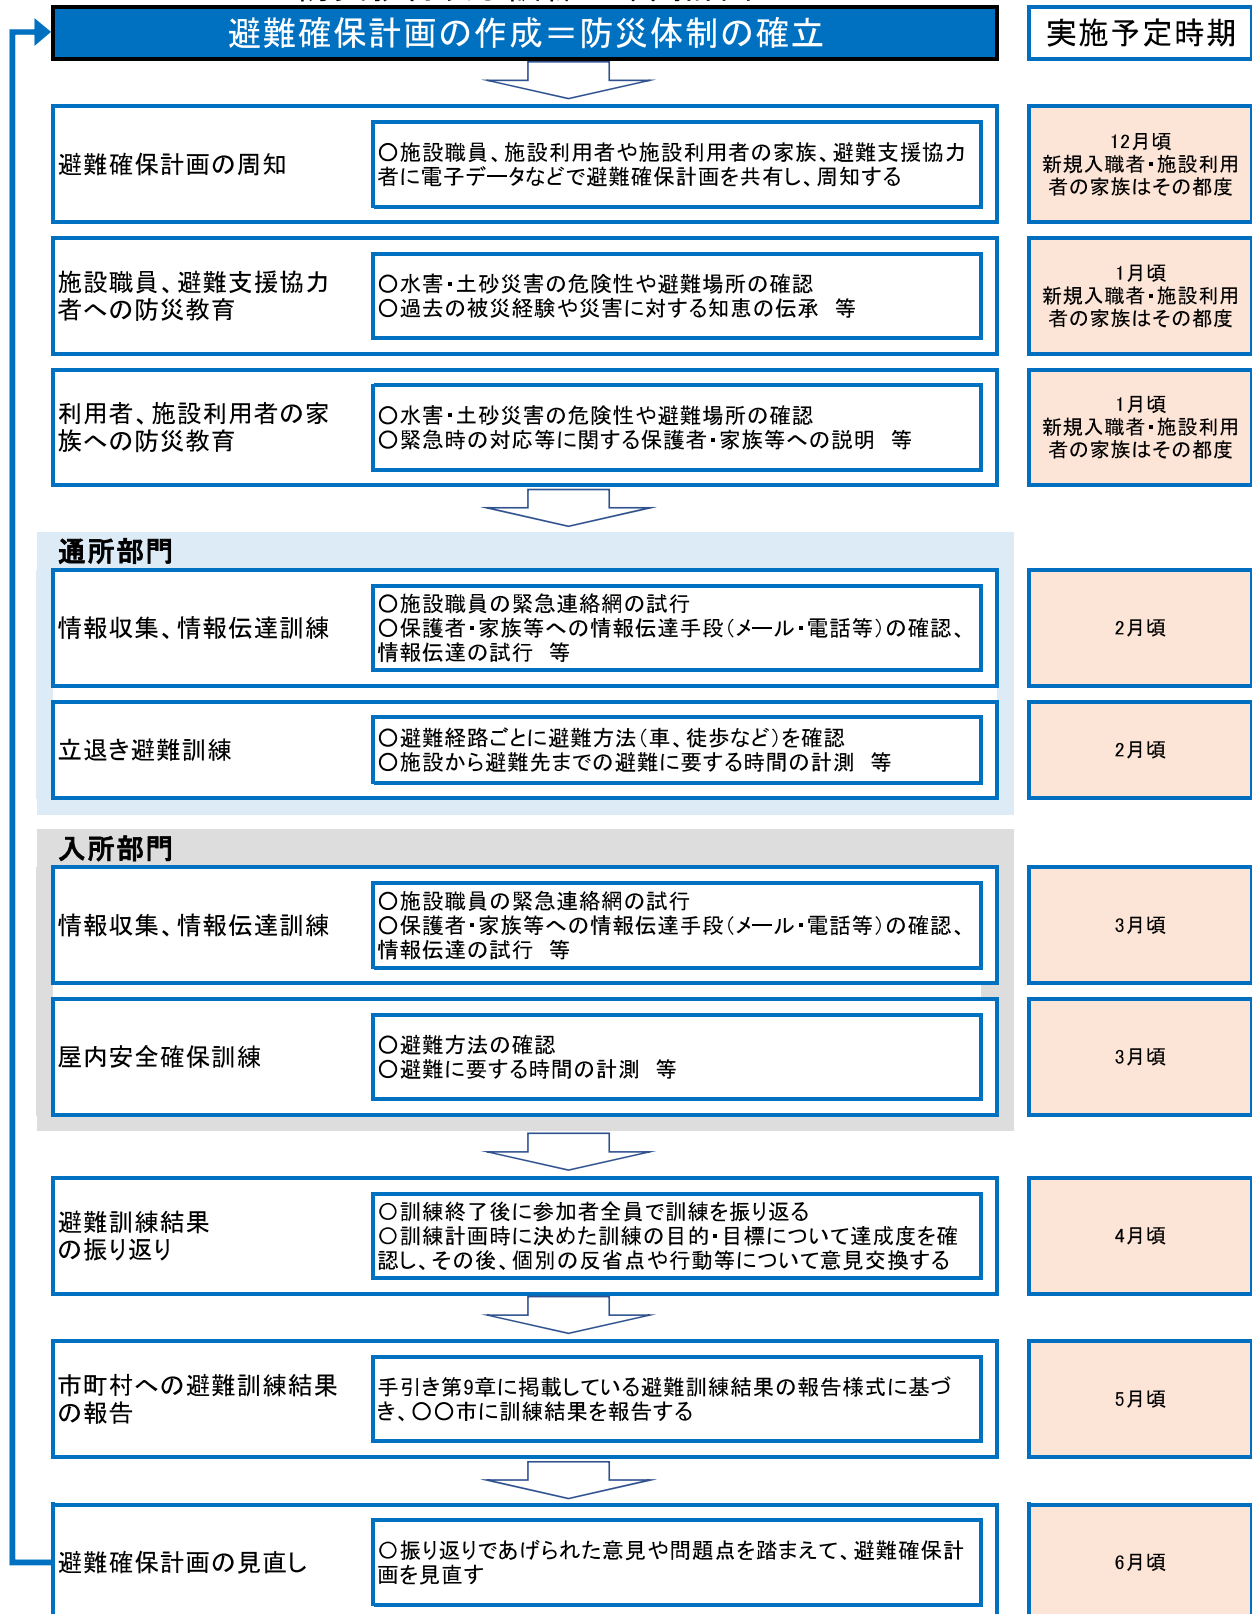 避難確保計画の作成＝防災体制の確立
実施予定時期
避難確保計画の周知
〇施設職員、施設利用者や施設利用者の家族、避難支援協力
者に電子データなどで避難確保計画を共有し、周知する
12月頃
新規入職者・施設利用
者の家族はその都度
施設職員、避難支援協力
者への防災教育
〇水害・土砂災害の危険性や避難場所の確認
〇過去の被災経験や災害に対する知恵の伝承　等
1月頃
新規入職者・施設利用
者の家族はその都度
利用者、施設利用者の家
族への防災教育
〇水害・土砂災害の危険性や避難場所の確認
〇緊急時の対応等に関する保護者・家族等への説明　等
1月頃
新規入職者・施設利用
者の家族はその都度
通所部門
情報収集、情報伝達訓練
〇施設職員の緊急連絡網の試行
〇保護者・家族等への情報伝達手段（メール・電話等）の確認、
情報伝達の試行　等
2月頃
立退き避難訓練
〇避難経路ごとに避難方法（車、徒歩など）を確認
〇施設から避難先までの避難に要する時間の計測　等
2月頃
入所部門
情報収集、情報伝達訓練
〇施設職員の緊急連絡網の試行
〇保護者・家族等への情報伝達手段（メール・電話等）の確認、
情報伝達の試行　等
3月頃
屋内安全確保訓練
〇避難方法の確認
〇避難に要する時間の計測　等
3月頃
避難訓練結果
の振り返り
〇訓練終了後に参加者全員で訓練を振り返る
〇訓練計画時に決めた訓練の目的・目標について達成度を確
認し、その後、個別の反省点や行動等について意見交換する
4月頃
市町村への避難訓練結果
の報告
手引き第9章に掲載している避難訓練結果の報告様式に基づ
き、〇〇市に訓練結果を報告する
5月頃
避難確保計画の見直し
〇振り返りであげられた意見や問題点を踏まえて、避難確保計
画を見直す
6月頃